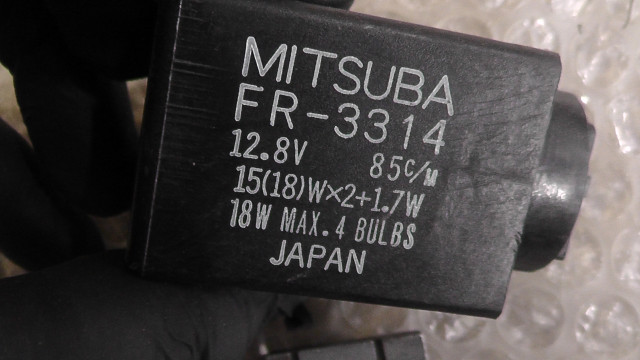 MITSUBA
FR-3314
12.8V 85c/m
15(18)W×2+1.7W
18W MAX. 4 BULBS
JAPAN